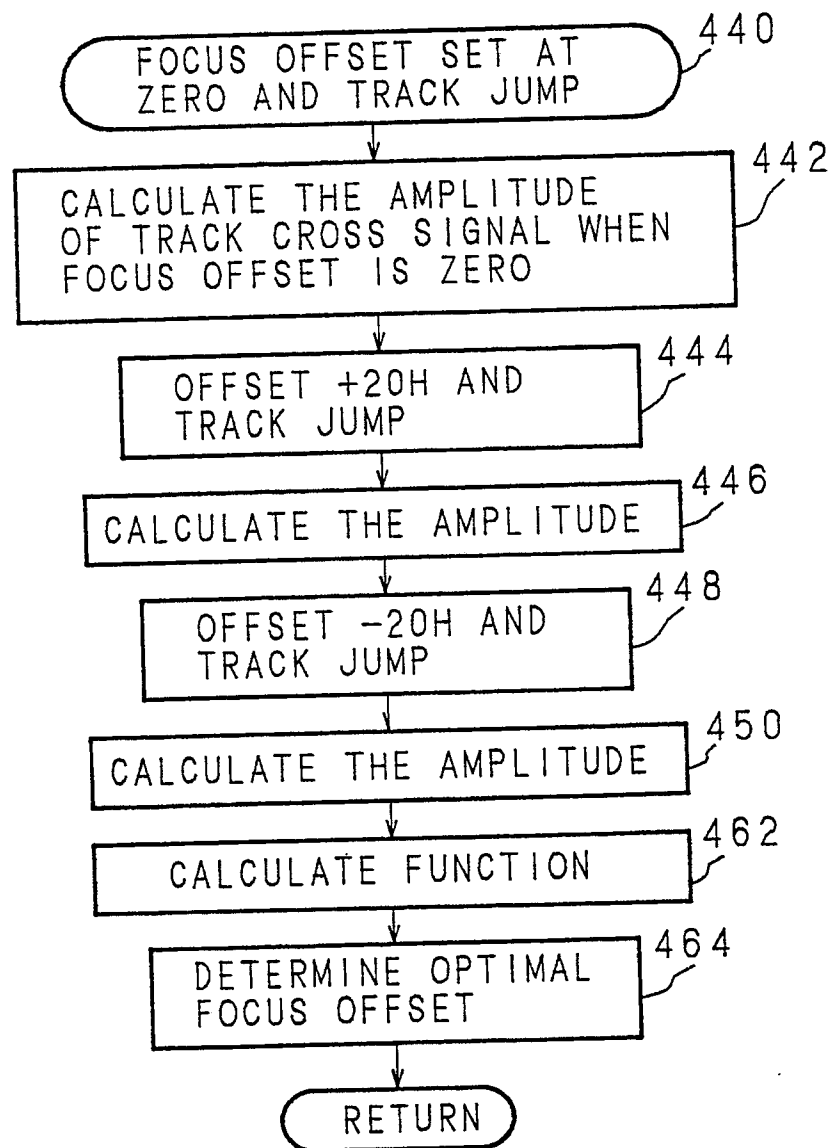 FOCUS OFFSET SET AT
ZERO AND TRACK JUMP
440
CALCULATE THE AMPLITUDE
OF TRACK CROSS SIGNAL WHEN
FOCUS OFFSET IS ZERO
442
OFFSET +20H AND
TRACK JUMP
444
CALCULATE THE AMPLITUDE
446
OFFSET -20H AND
TRACK JUMP
448
CALCULATE THE AMPLITUDE
450
CALCULATE FUNCTION
462
DETERMINE OPTIMAL
FOCUS OFFSET
464
RETURN